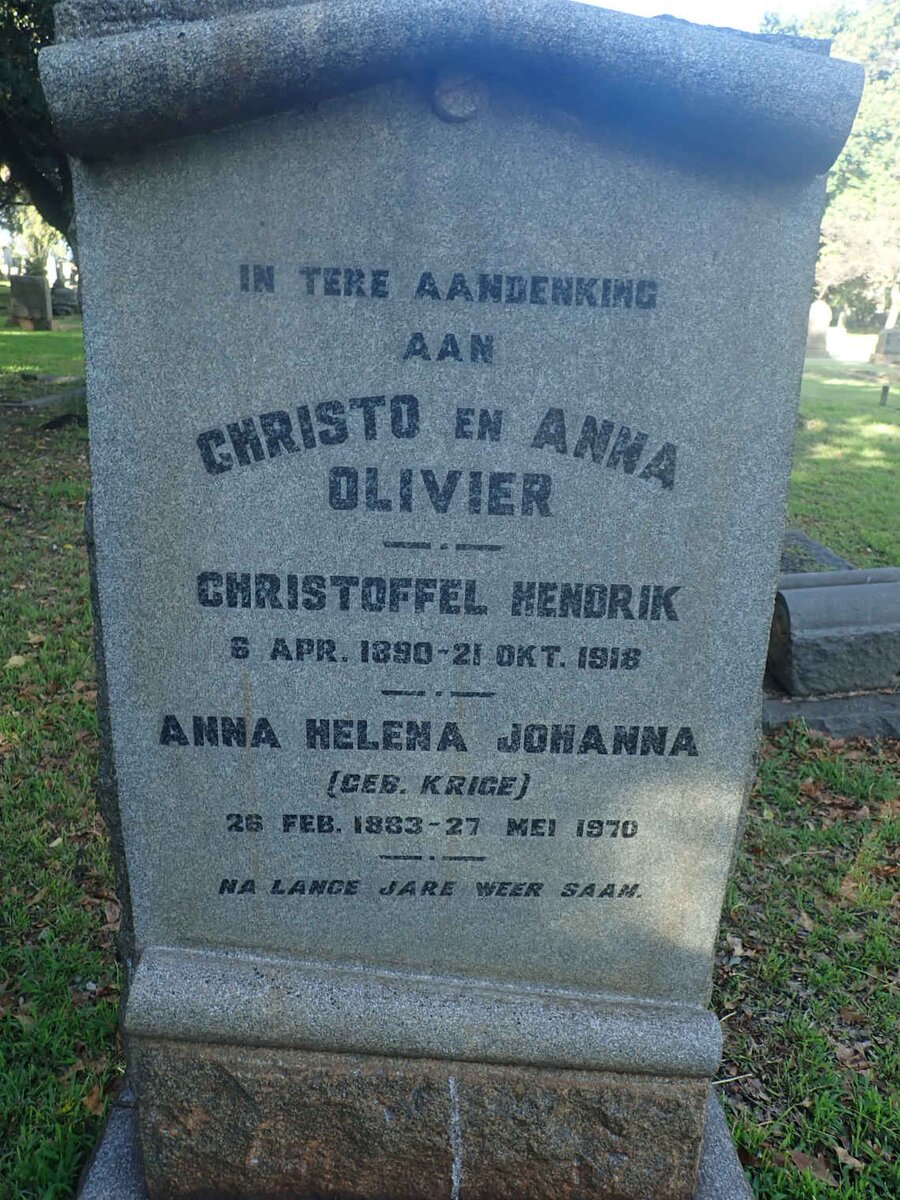 IN TERE AANDENKING
AAN
CHRISTO EN ANNA
OLIVIER
CHRISTOFFEL HENDRIK
6 APR. 1890-21 OKT. 1918
ANNA HELENA JOHANNA
(GEB. KRIGE)
26 FEB. 1883-27 MEI 1970
NA LANGE JARE WEER SAAM.